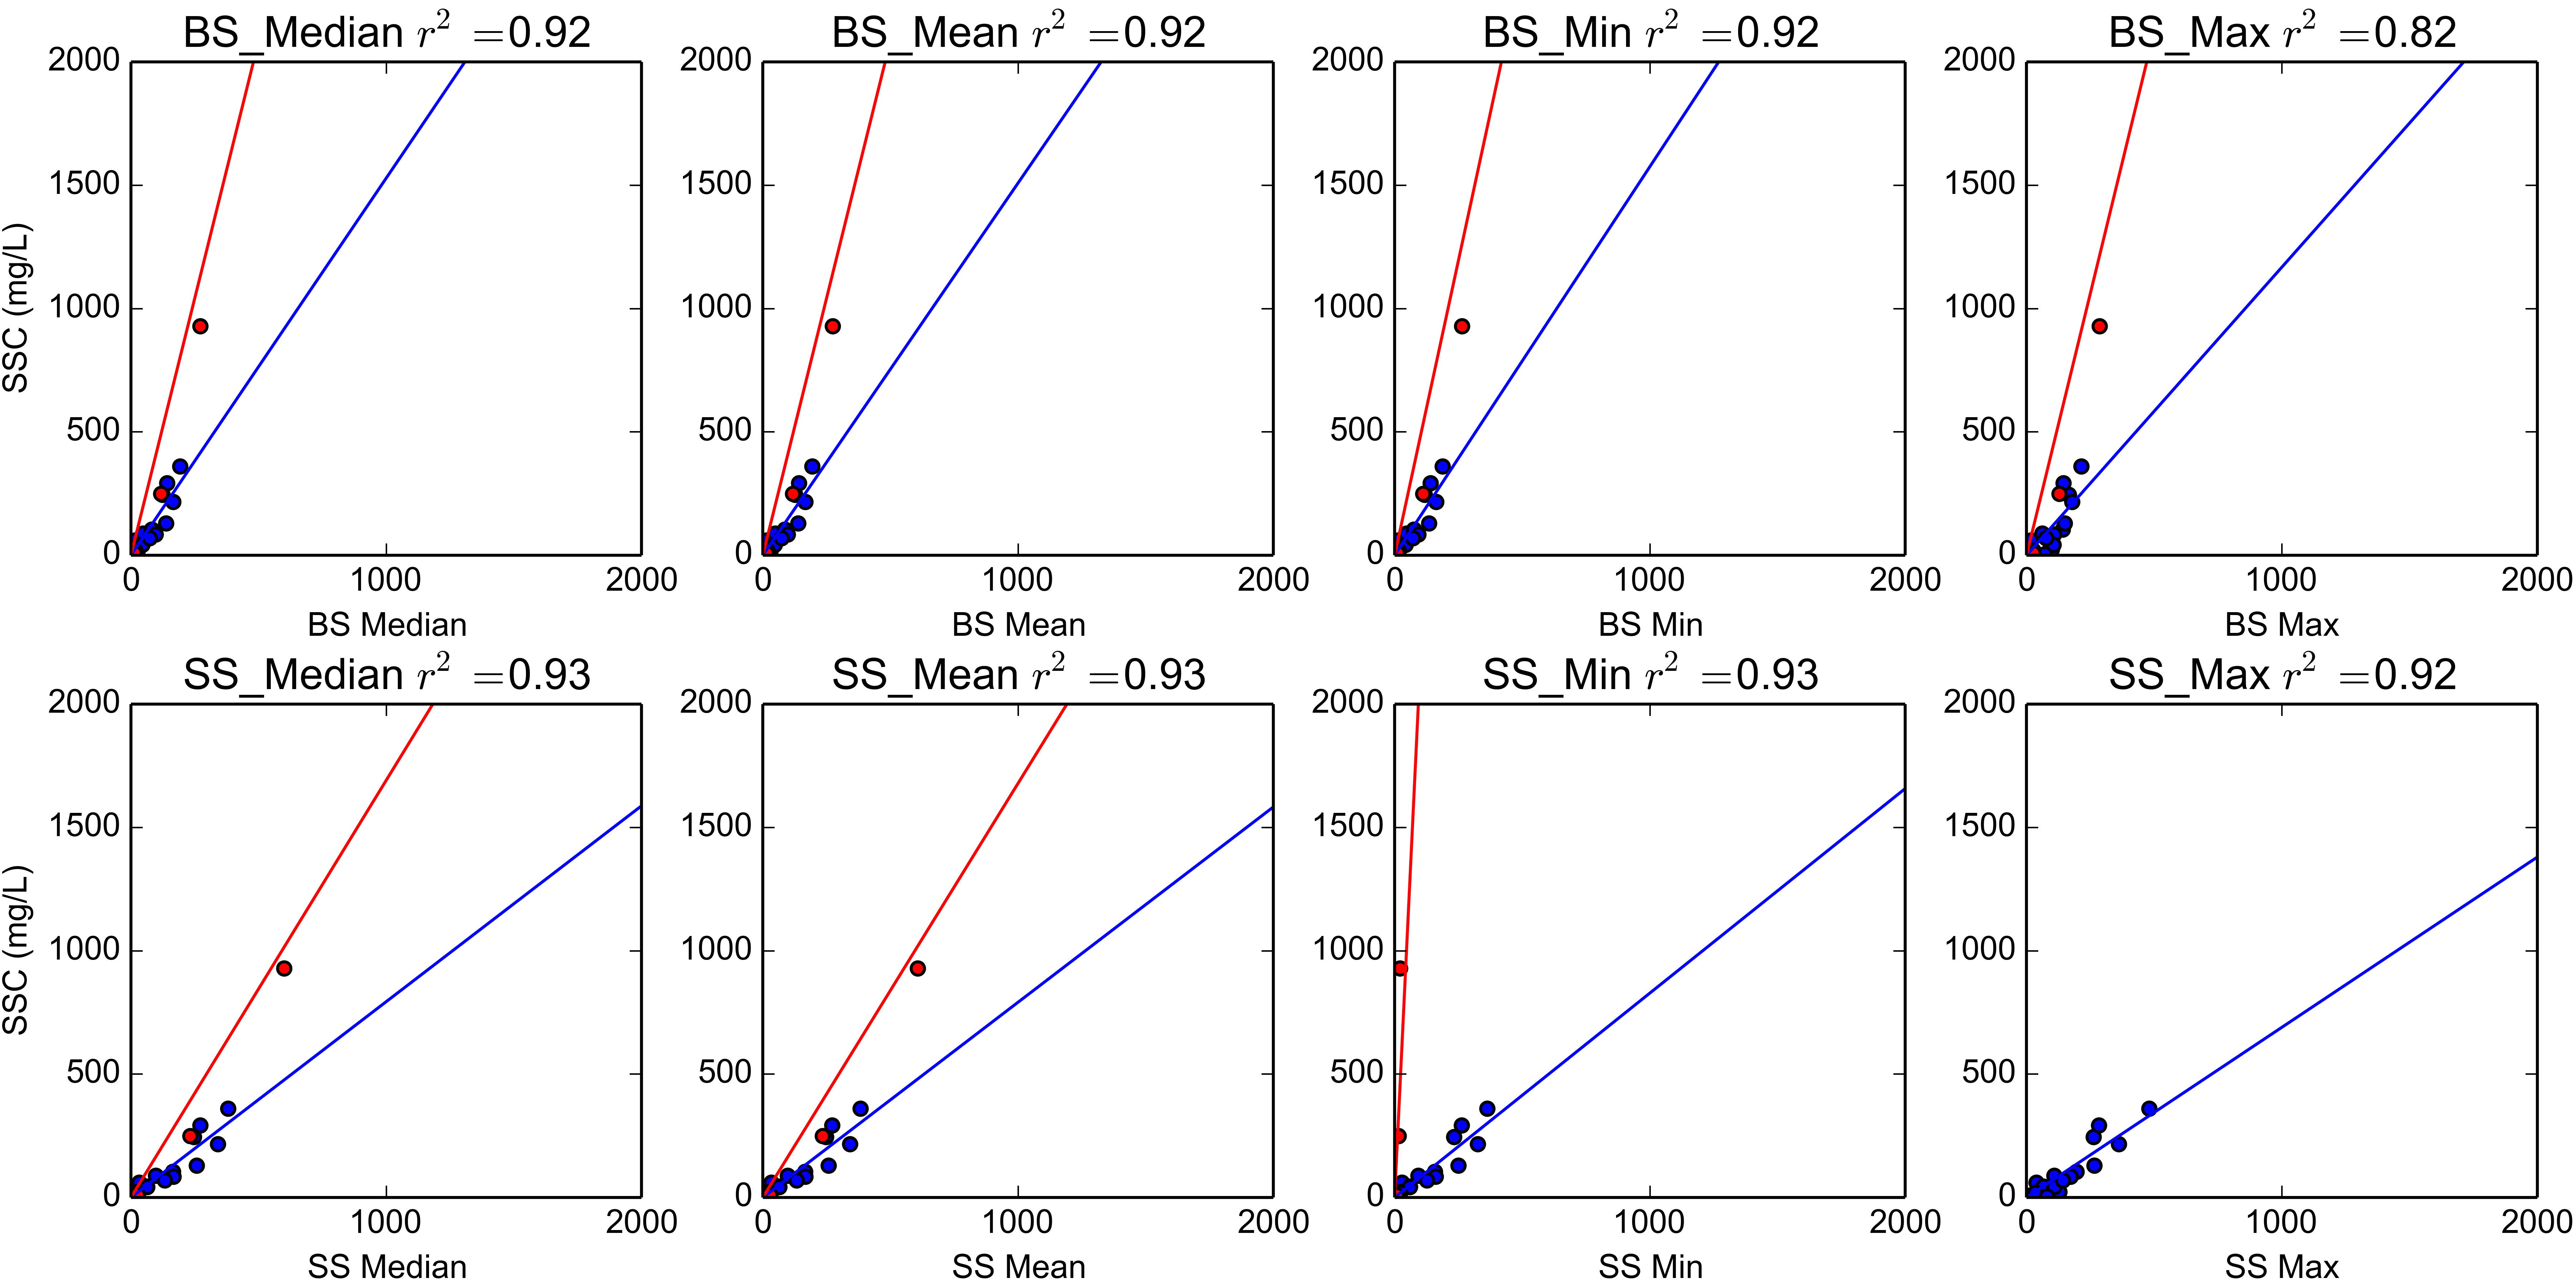 BS_Median r² =0.92
BS_Mean r² =0.92
BS_Min r² =0.92
BS_Max r² =0.82
2000
1500
1000
500
0
0 1000 2000
SSC (mg/L)
BS Median
2000
1500
1000
500
0
0 1000 2000
BS Mean
2000
1500
1000
500
0
0 1000 2000
BS Min
2000
1500
1000
500
0
0 1000 2000
BS Max
SS_Median r² =0.93
SS_Mean r² =0.93
SS_Min r² =0.93
SS_Max r² =0.92
2000
1500
1000
500
0
0 1000 2000
SSC (mg/L)
SS Median
2000
1500
1000
500
0
0 1000 2000
SS Mean
2000
1500
1000
500
0
0 1000 2000
SS Min
2000
1500
1000
500
0
0 1000 2000
SS Max